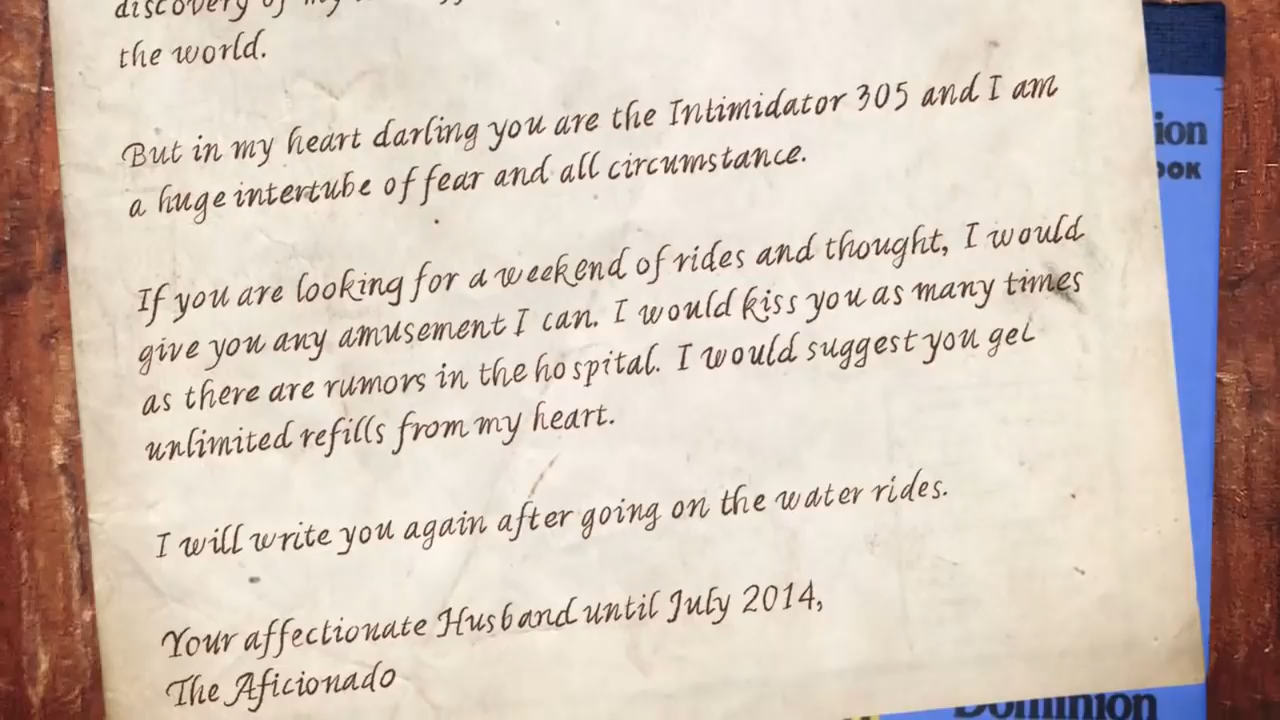 discovery of my
the world.
But in my heart darling you are the Intimidator 305 and I am
a huge intertube of fear and all circumstance.
If you are looking for a weekend of rides and thought, I would
give you any amusement I can. I would kiss you as many times
as there are rumors in the hospital. I would suggest you get
unlimited refills from my heart.
I will write you again after going on the water rides.
Your affectionate Husband until July 2014,
The Aficionado
ion
OOK
Dominion